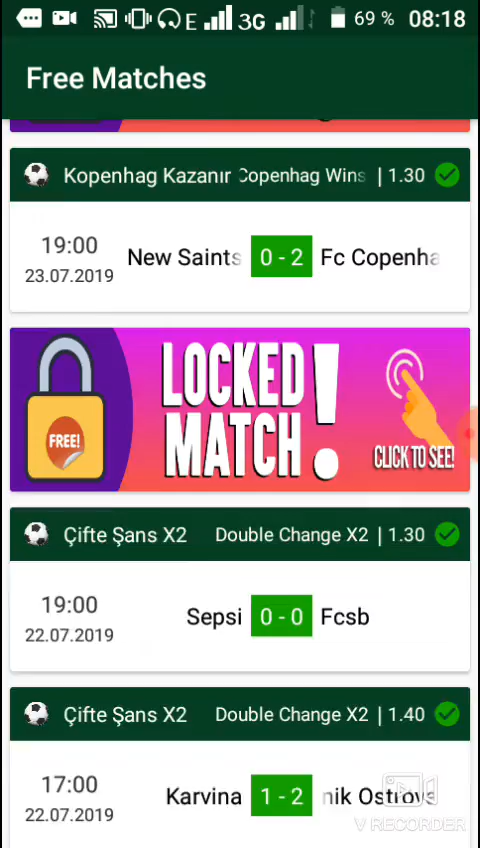 E 3G 69 % 08:18
Free Matches
Kopenhag Kazanır Copenhag Wins | 1.30
19:00
23.07.2019
New Saints 0 - 2 Fc Copenha
FREE!
LOCKED
MATCH!
CLICK TO SEE!
Çifte Şans X2 Double Change X2 | 1.30
19:00
22.07.2019
Sepsi 0 - 0 Fcsb
Çifte Şans X2 Double Change X2 | 1.40
17:00
22.07.2019
Karvina 1 - 2 nik Ostrova
V RECORDER